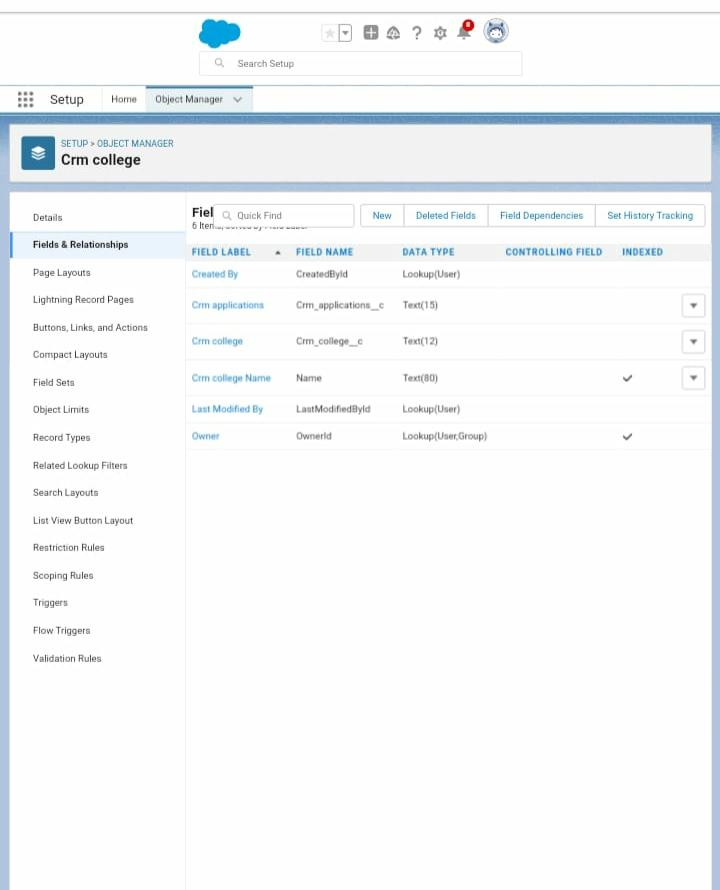 8
Search Setup
Setup
Home
Object Manager
SETUP > OBJECT MANAGER
Crm college
Details
Fields & Relationships
Page Layouts
Lightning Record Pages
Buttons, Links, and Actions
Compact Layouts
Field Sets
Object Limits
Record Types
Related Lookup Filters
Search Layouts
List View Button Layout
Restriction Rules
Scoping Rules
Triggers
Flow Triggers
Validation Rules
Quick Find
New
Deleted Fields
Field Dependencies
Set History Tracking
FIELD LABEL FIELD NAME DATA TYPE CONTROLLING FIELD INDEXED
Created By CreatedById Lookup(User)
Crm applications Crm_applications__c Text(15)
Crm college Crm_college__c Text(12)
Crm college Name Name Text(80)
Last Modified By LastModifiedById Lookup(User)
Owner OwnerId Lookup(User,Group)